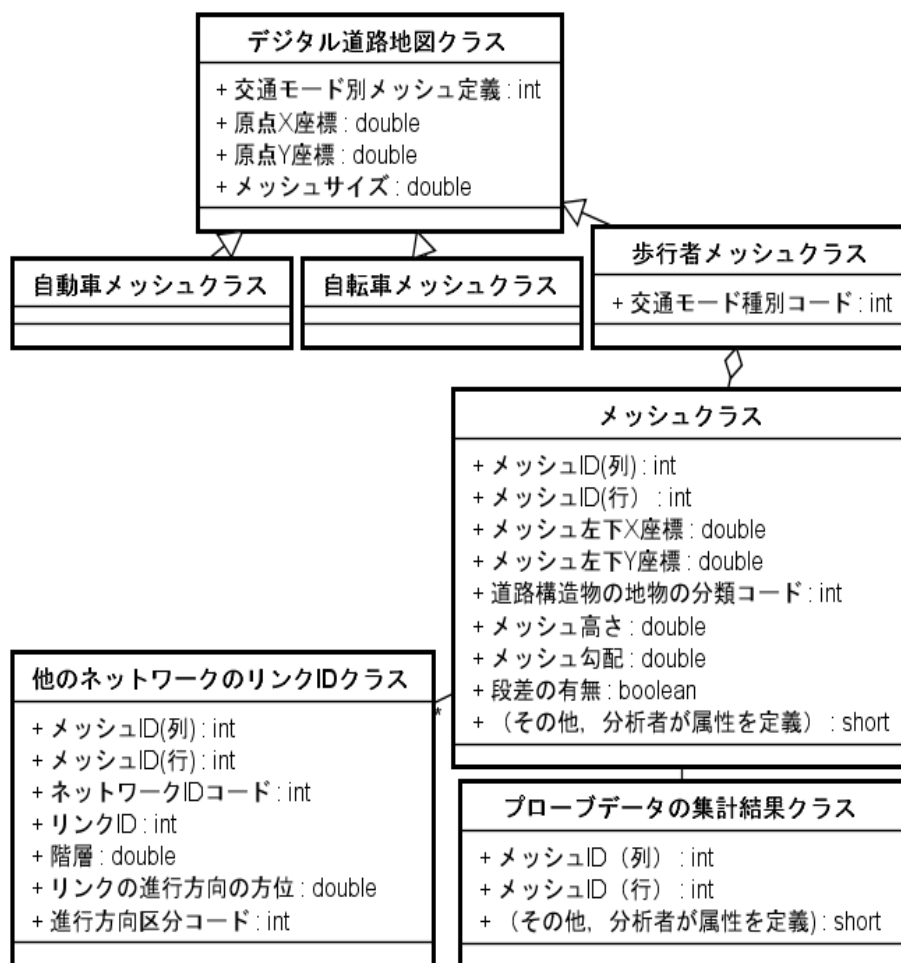 デジタル道路地図クラス
+ 交通モード別メッシュ定義 : int
+ 原点X座標 : double
+ 原点Y座標 : double
+ メッシュサイズ : double
自動車メッシュクラス
自転車メッシュクラス
歩行者メッシュクラス
+ 交通モード種別コード : int
メッシュクラス
+ メッシュID(列) : int
+ メッシュID(行） : int
+ メッシュ左下X座標 : double
+ メッシュ左下Y座標 : double
+ 道路構造物の地物の分類コード : int
+ メッシュ高さ : double
+ メッシュ勾配 : double
+ 段差の有無 : boolean
+ （その他，分析者が属性を定義） : short
他のネットワークのリンクIDクラス
*
+ メッシュID(列) : int
+ メッシュID(行) : int
+ ネットワークIDコード : int
+ リンクID : int
+ 階層 : double
+ リンクの進行方向の方位 : double
+ 進行方向区分コード : int
プローブデータの集計結果クラス
+ メッシュID（列） : int
+ メッシュID（行） : int
+ （その他，分析者が属性を定義) : short